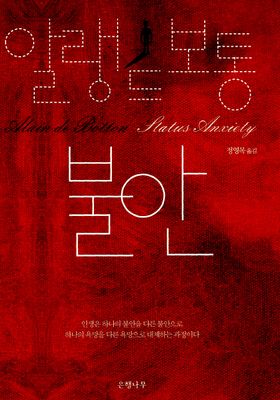 알랭 드 보통
Alain de Botton Status Anxiety
정영목 옮김
불안
인생은 하나의 불안을 다른 불안으로
하나의 욕망을 다른 욕망으로 대체하는 과정이다
은행나무